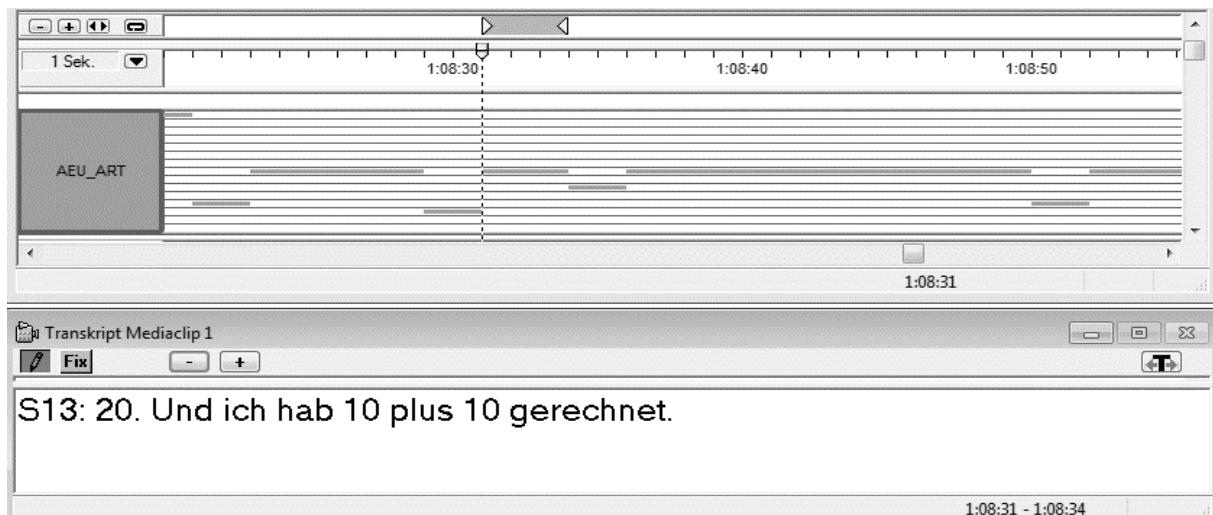 1 Sek.
1:08:30 1:08:40 1:08:50
AEU_ART
1:08:31
Transkript Mediaclip 1
Fix - +
S13: 20. Und ich hab 10 plus 10 gerechnet.
1:08:31 - 1:08:34